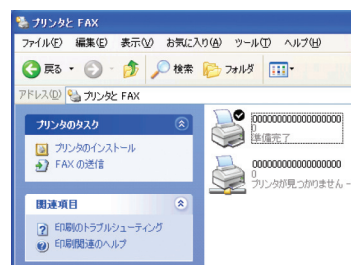 プリンタと FAX
ファイル(F) 編集(E) 表示(V) お気に入り(A) ツール(T) ヘルプ(H)
戻る 検索 フォルダ
アドレス(D) プリンタと FAX
プリンタのタスク
プリンタのインストール
FAX の送信
関連項目
印刷のトラブルシューティング
印刷関連のヘルプ
00000000000000000
0
準備完了
00000000000000000
0
プリンタが見つかりません -